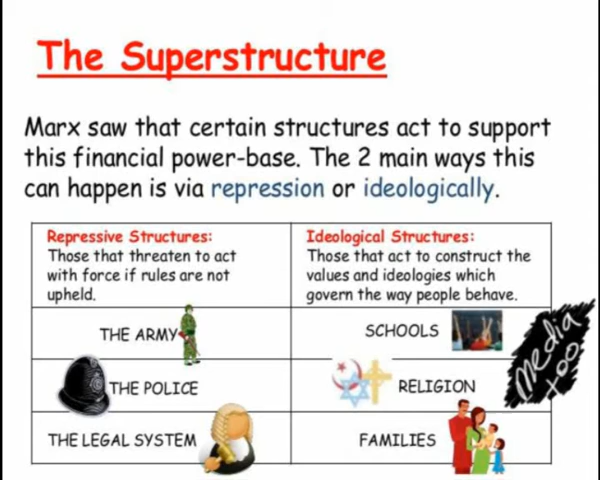 The Superstructure
Marx saw that certain structures act to support
this financial power-base. The 2 main ways this
can happen is via repression or ideologically.
Repressive Structures:
Those that threaten to act
with force if rules are not
upheld.
Ideological Structures:
Those that act to construct the
values and ideologies which
govern the way people behave.
THE ARMY
SCHOOLS
THE POLICE
RELIGION
THE LEGAL SYSTEM
FAMILIES
media
too